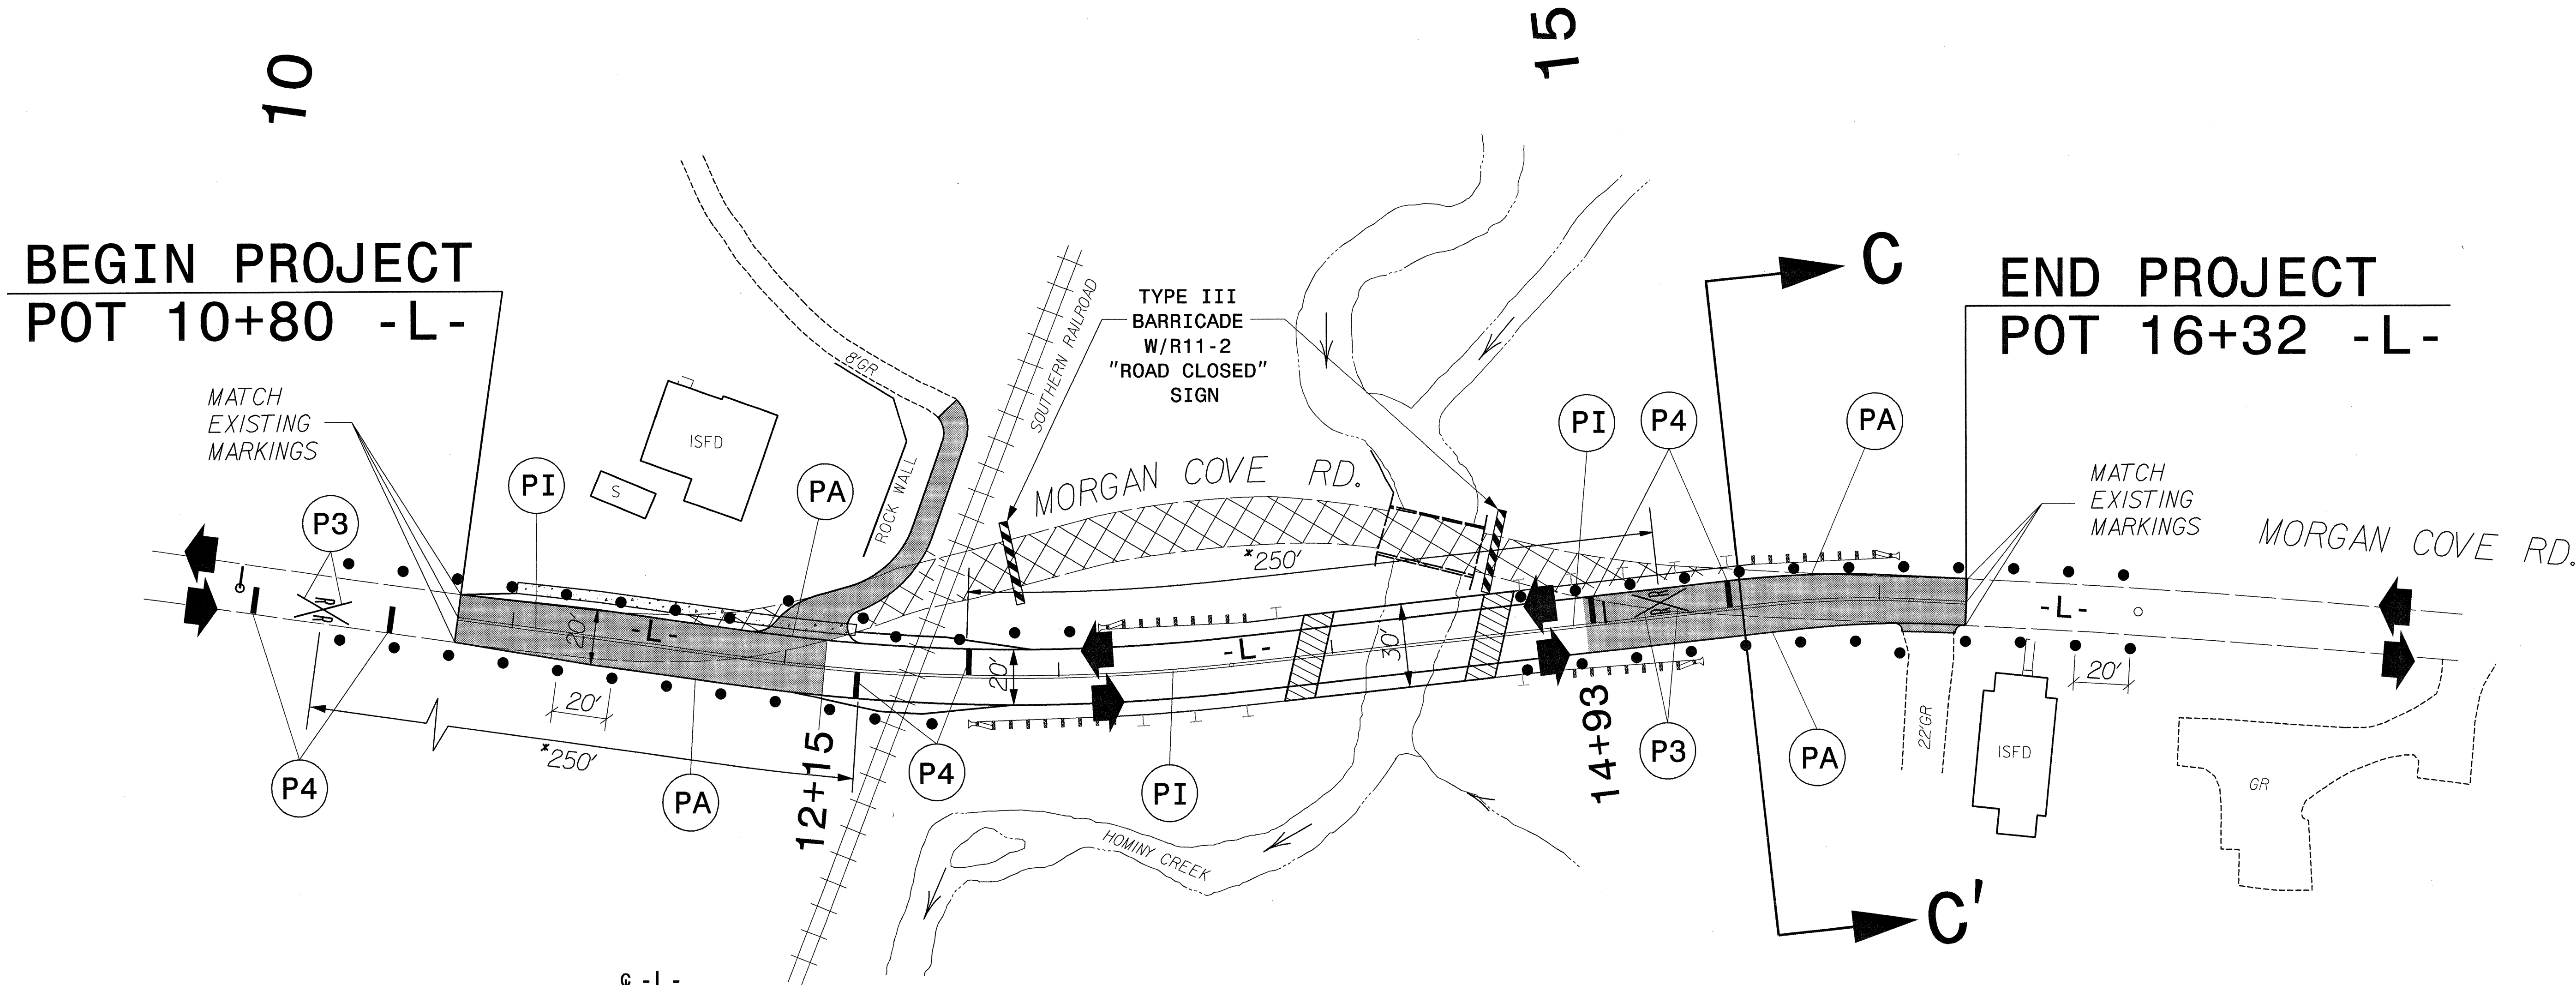 10
15
BEGIN PROJECT
POT 10+80 -L-
END PROJECT
POT 16+32 -L-
C
TYPE III
BARRICADE
W/R11-2
"ROAD CLOSED"
SIGN
SOUTHERN RAILROAD
8'GR
ROCK WALL
MATCH
EXISTING
MARKINGS
ISFD
S
PI
PA
P3
MORGAN COVE RD.
*250'
PI
P4
PA
MATCH
EXISTING
MARKINGS
MORGAN COVE RD.
RR
20'
-L-
20'
-L-
30'
RR
-L-
20'
20'
*250'
P4
PA
12+15
P4
PI
14+93
P3
PA
22'GR
ISFD
GR
HOMINY CREEK
C'
℄ -L-